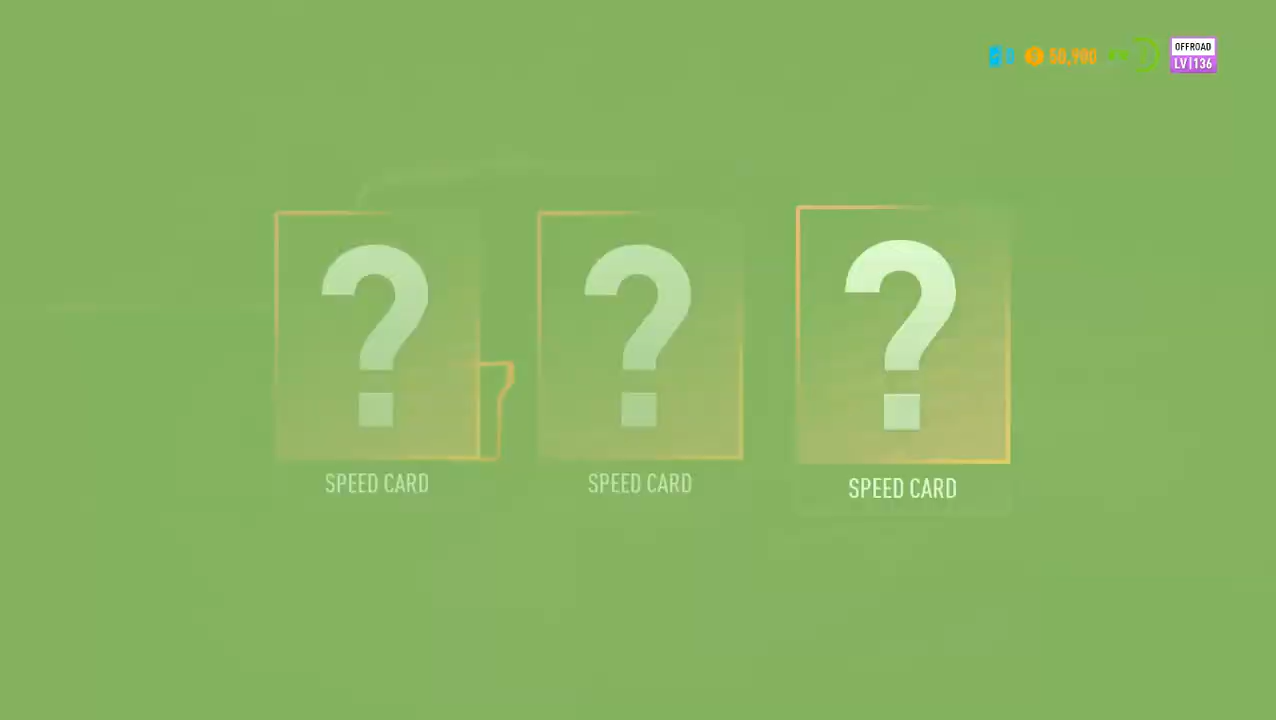 0 50,900
OFFROAD
LV|136
? ? ?
SPEED CARD SPEED CARD SPEED CARD